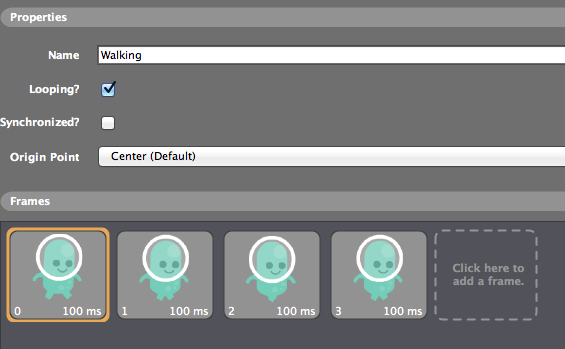 Properties
Name Walking
Looping?
Synchronized?
Origin Point Center (Default)
Frames
0 100 ms 1 100 ms 2 100 ms 3 100 ms
Click here to
add a frame.